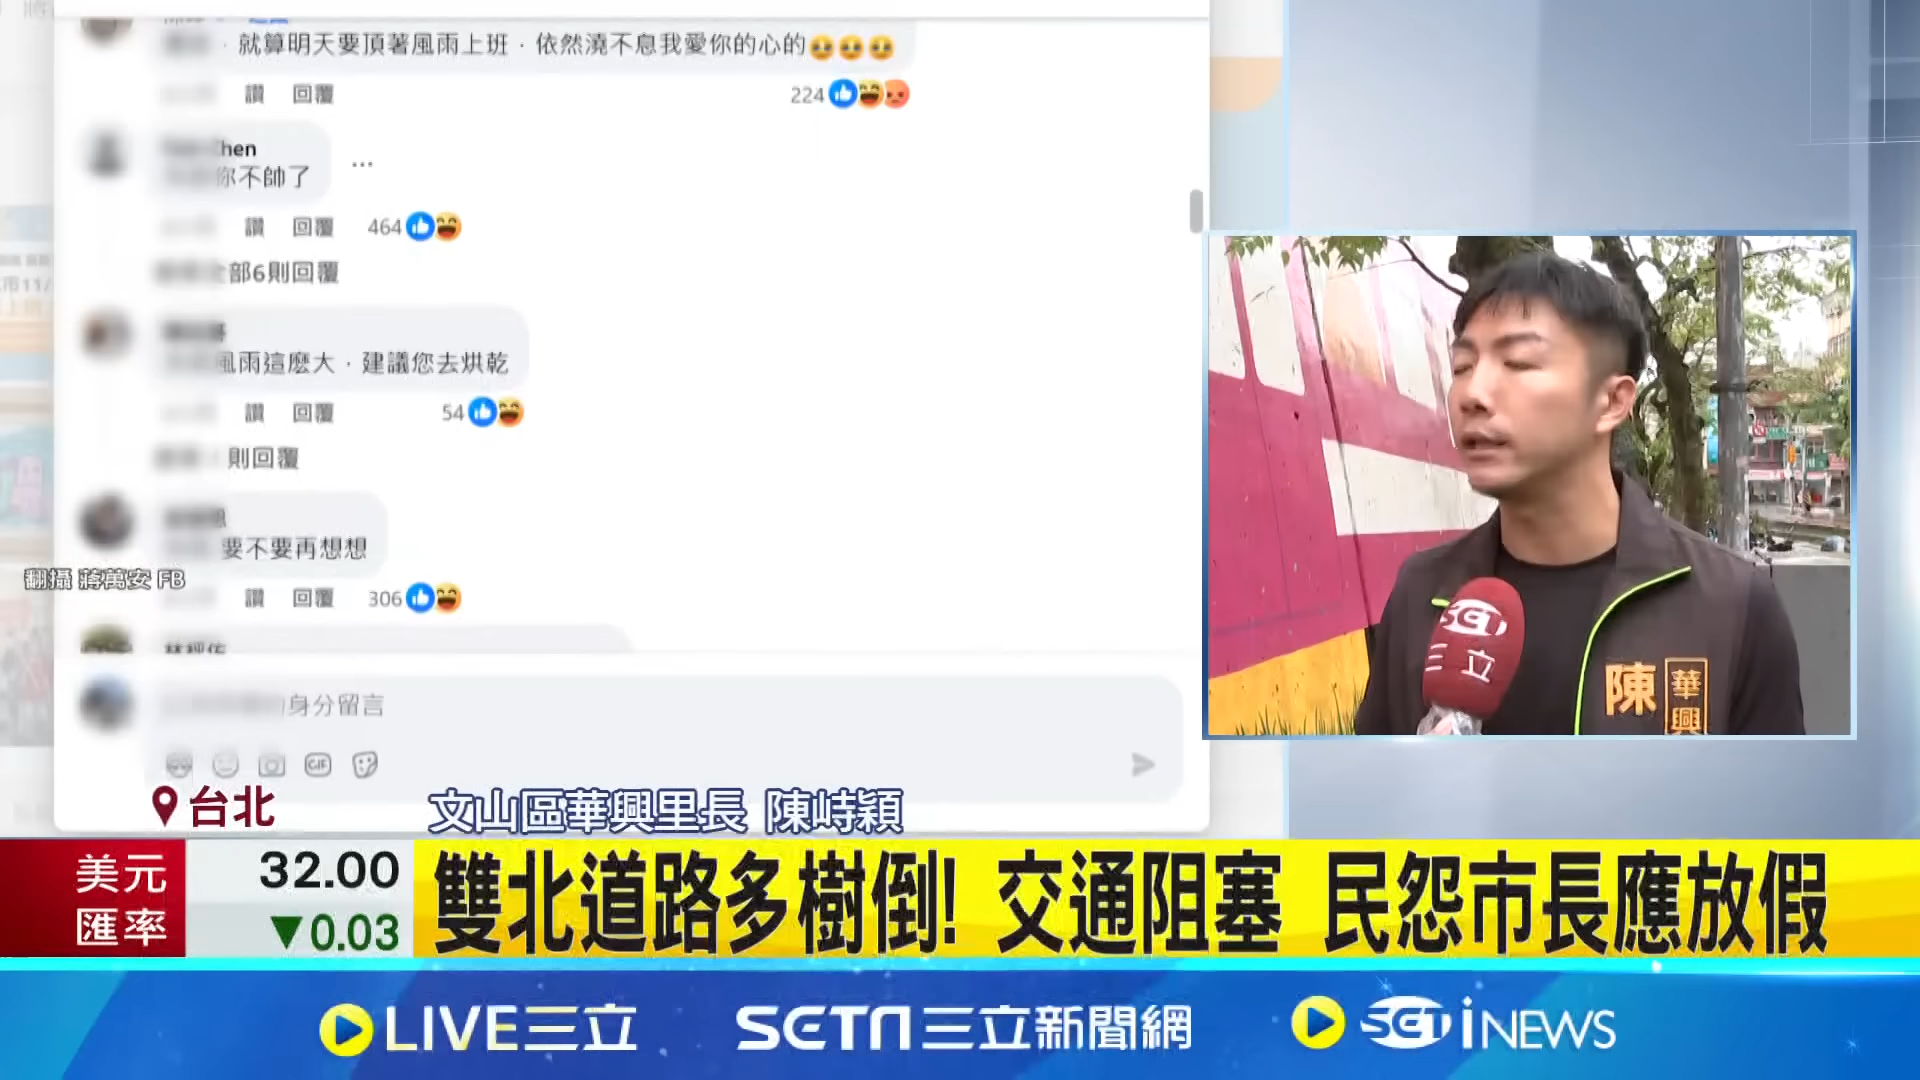 就算明天要頂著風雨上班，依然澆不息我愛你的心的
讚 回覆 224
hen
你不帥了
讚 回覆 464
部6則回覆
風雨這麼大，建議您去烘乾
讚 回覆 54
則回覆
要不要再想想
讚 回覆 306
身分留言
GIF
翻攝 蔣萬安 FB
SET
三立
陳 華興
台北
文山區華興里長 陳峙穎
美元匯率
32.00
▼0.03
雙北道路多樹倒! 交通阻塞 民怨市長應放假
LIVE三立
SETN三立新聞網
SET iNEWS